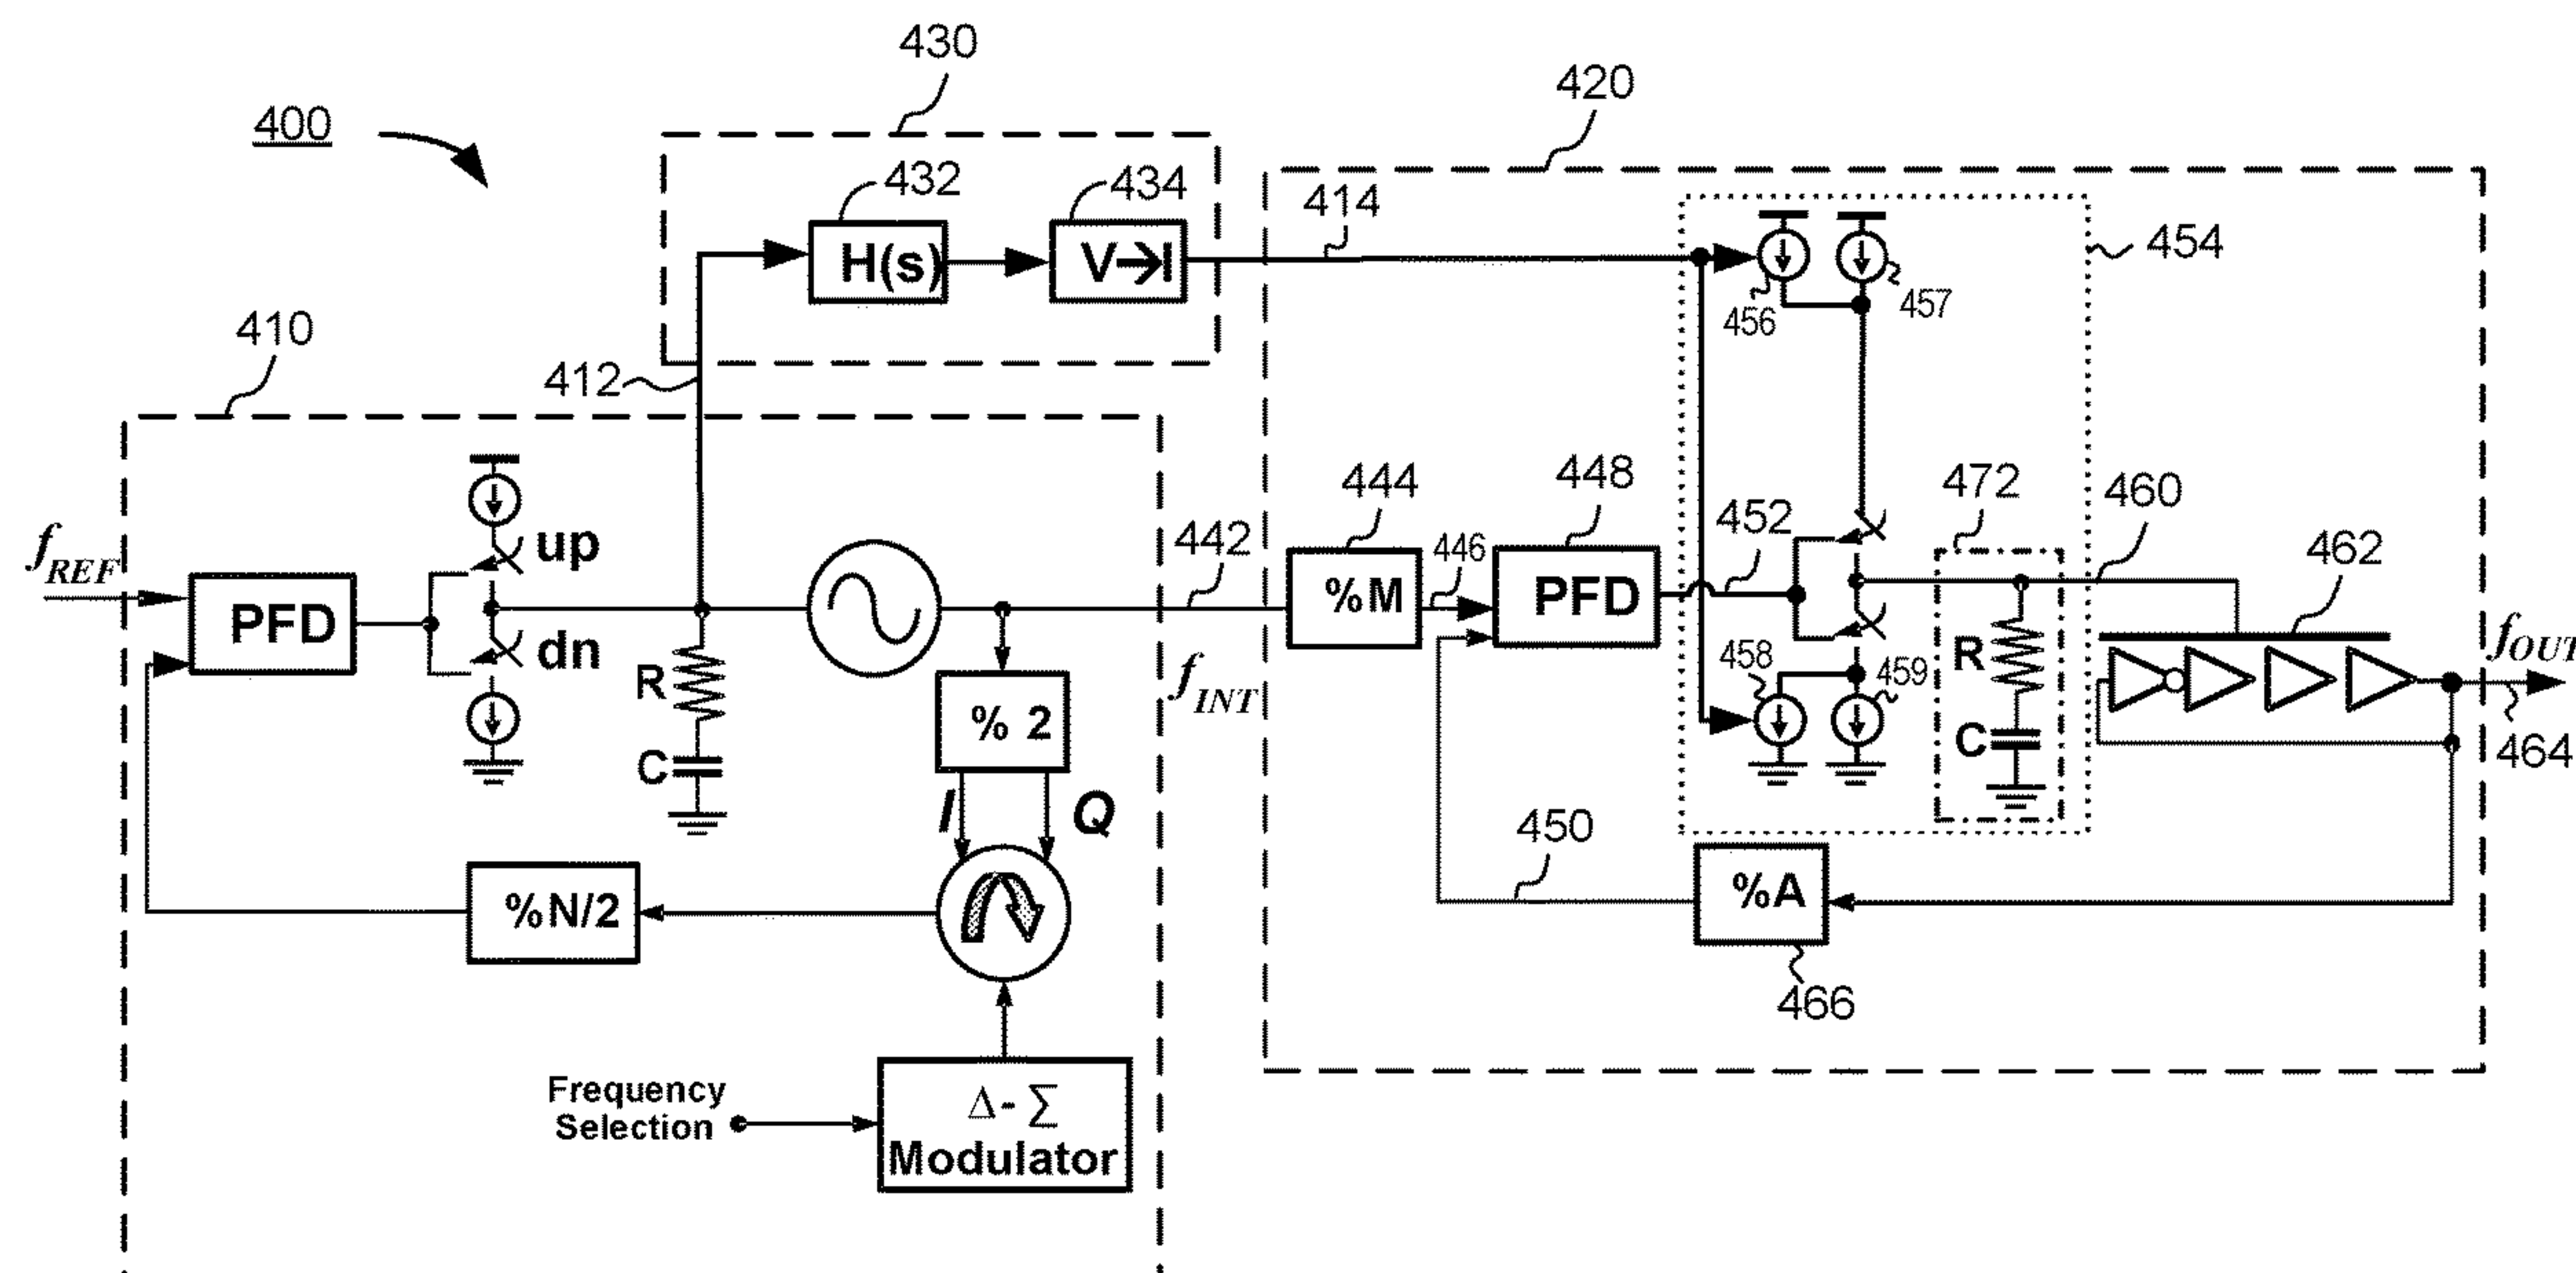 430
420
400
432
434
414
H(s)
V→I
454
456
457
410
412
up
444
448
472
460
f_REF
442
452
462
PFD
dn
%M
446
PFD
R
% 2
f_INT
458
459
R
f_OUT
C
C
464
I
Q
450
%N/2
%A
466
Frequency
Selection
Δ-Σ
Modulator